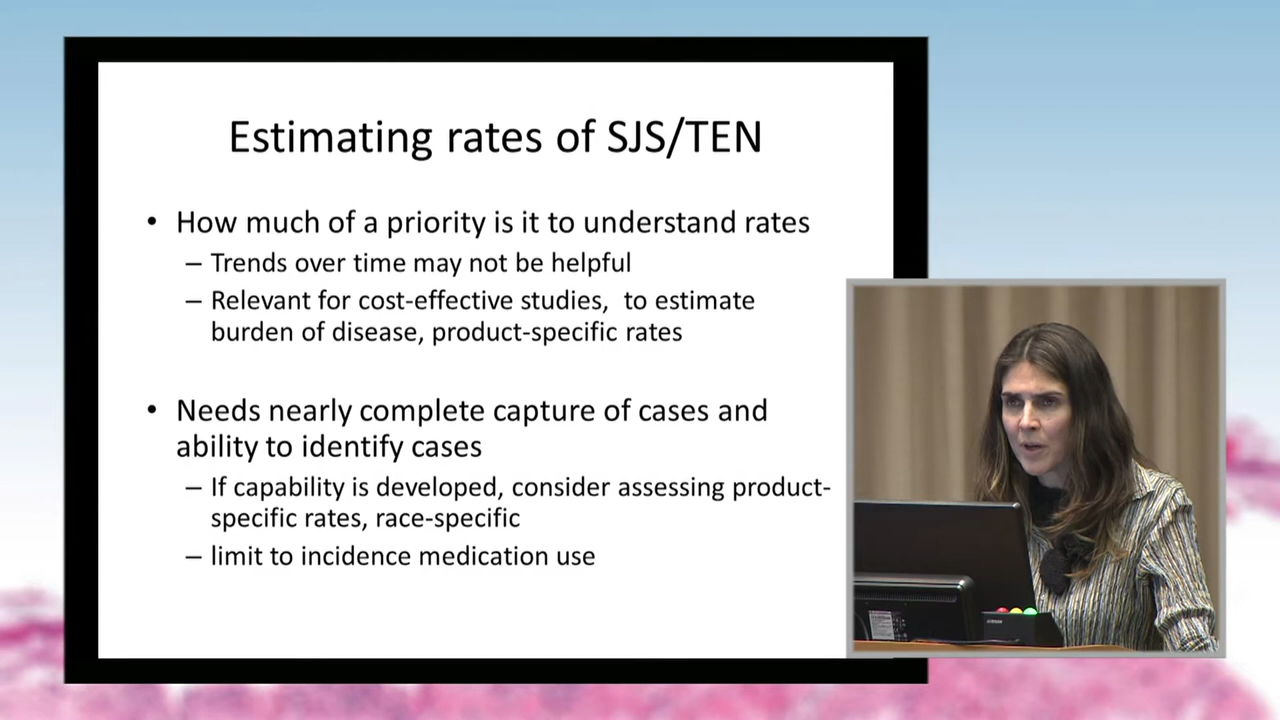 Estimating rates of SJS/TEN
• How much of a priority is it to understand rates
– Trends over time may not be helpful
– Relevant for cost-effective studies,  to estimate
burden of disease, product-specific rates
• Needs nearly complete capture of cases and
ability to identify cases
– If capability is developed, consider assessing product-
specific rates, race-specific
– limit to incidence medication use